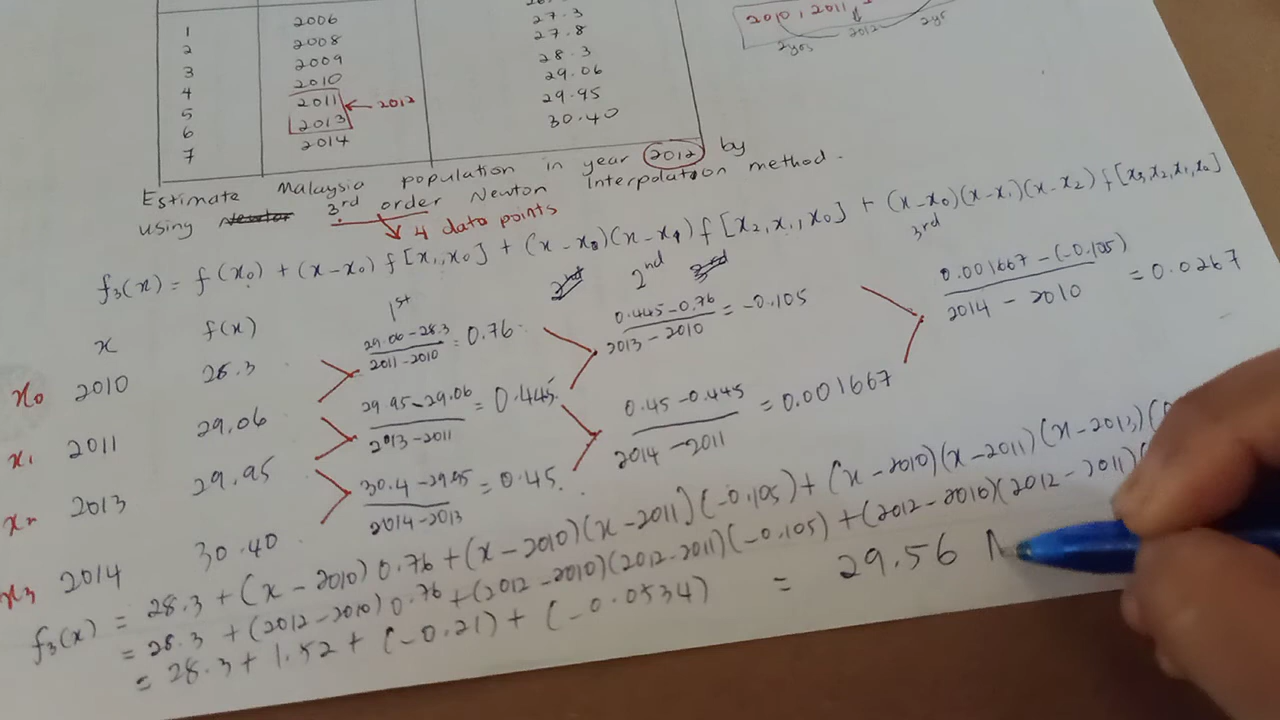 1 2006 27.3
2 2008 27.8
3 2009 28.3
4 2010 29.06
5 2011 ← 2012 29.95
6 2013 30.40
7 2014
2010, 2011
2yrs 2012 2yrs
Estimate Malaysia population in year 2012 by
using Newton 3rd order Newton Interpolation method.
4 data points
f3(x) = f(x0) + (x-x0) f[x1,x0] + (x-x0)(x-x1) f[x2,x1,x0] + (x-x0)(x-x1)(x-x2) f[x3,x2,x1,x0]
x f(x) 1st 2nd 2nd 3rd 3rd
x0 2010 28.3 29.06-28.3/2011-2010 = 0.76 0.445-0.76/2013-2010 = -0.105 0.001667-(-0.105)/2014-2010 = 0.0267
x1 2011 29.06 29.95-29.06/2013-2011 = 0.445 0.45-0.445/2014-2011 = 0.001667
x2 2013 29.95 30.4-29.95/2014-2013 = 0.45
x3 2014 30.40
f3(x) = 28.3 + (x-2010) 0.76 + (x-2010)(x-2011)(-0.105) + (x-2010)(x-2011)(x-2013)(0
= 28.3 + (2012-2010) 0.76 + (2012-2010)(2012-2011)(-0.105) + (2012-2010)(2012-2011)(
= 28.3 + 1.52 + (-0.21) + (-0.0534) = 29.56